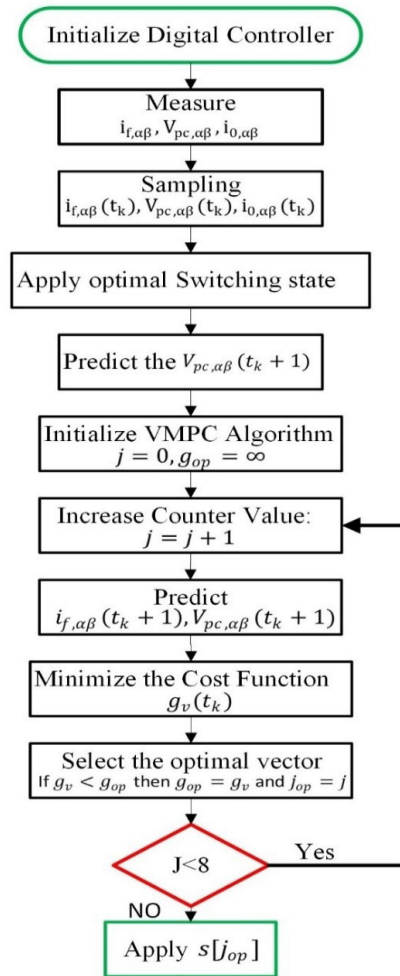 Initialize Digital Controller
Measure
i_{f,αβ}, V_{pc,αβ}, i_{0,αβ}
Sampling
i_{f,αβ}(t_k), V_{pc,αβ}(t_k), i_{0,αβ}(t_k)
Apply optimal Switching state
Predict the V_{pc,αβ}(t_k + 1)
Initialize VMPC Algorithm
j = 0, g_{op} = ∞
Increase Counter Value:
j = j + 1
Predict
i_{f,αβ}(t_k + 1), V_{pc,αβ}(t_k + 1)
Minimize the Cost Function
g_v(t_k)
Select the optimal vector
If g_v < g_{op} then g_{op} = g_v and j_{op} = j
J<8
Yes
NO
Apply s[j_{op}]